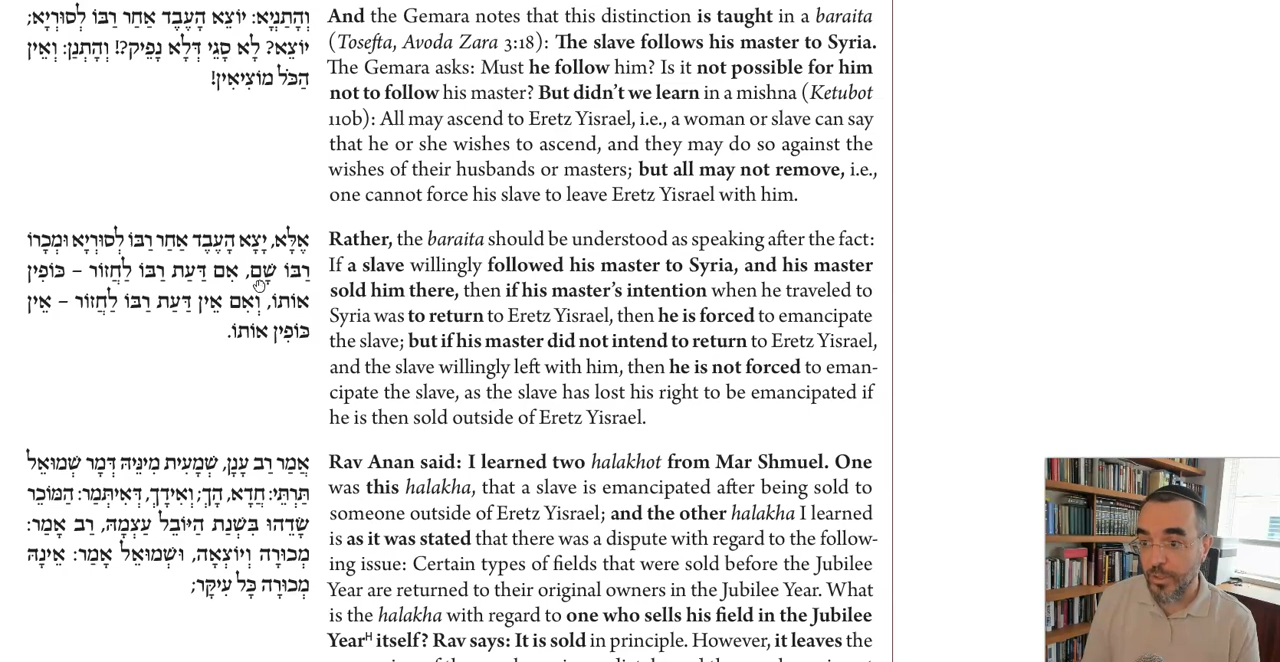 וְהָתַנְיָא: יוֹצֵא הָעֶבֶד אַחַר רַבּוֹ לְסוּרְיָא;
יוֹצֵא? לָא סַגִּי דְּלָא נָפֵיק?! וְהָתְנַן: וְאֵין
הַכֹּל מוֹצִיאִין!
And the Gemara notes that this distinction is taught in a baraita
(Tosefta, Avoda Zara 3:18): The slave follows his master to Syria.
The Gemara asks: Must he follow him? Is it not possible for him
not to follow his master? But didn't we learn in a mishna (Ketubot
110b): All may ascend to Eretz Yisrael, i.e., a woman or slave can say
that he or she wishes to ascend, and they may do so against the
wishes of their husbands or masters; but all may not remove, i.e.,
one cannot force his slave to leave Eretz Yisrael with him.
אֶלָּא, יָצָא הָעֶבֶד אַחַר רַבּוֹ לְסוּרְיָא וּמְכָרוֹ
רַבּוֹ שָׁם, אִם דַּעַת רַבּוֹ לַחְזוֹר – כּוֹפִין
אוֹתוֹ, וְאִם אֵין דַּעַת רַבּוֹ לַחְזוֹר – אֵין
כּוֹפִין אוֹתוֹ.
Rather, the baraita should be understood as speaking after the fact:
If a slave willingly followed his master to Syria, and his master
sold him there, then if his master's intention when he traveled to
Syria was to return to Eretz Yisrael, then he is forced to emancipate
the slave; but if his master did not intend to return to Eretz Yisrael,
and the slave willingly left with him, then he is not forced to eman-
cipate the slave, as the slave has lost his right to be emancipated if
he is then sold outside of Eretz Yisrael.
אָמַר רַב עָנָן, שְׁמָעִית מִינֵּיהּ דְּמָר שְׁמוּאֵל
תַּרְתֵּי: חֲדָא, הָךְ; וְאִידַךְ, דְּאִיתְּמַר: הַמּוֹכֵר
שָׂדֵהוּ בִּשְׁנַת הַיּוֹבֵל עַצְמָהּ, רַב אָמַר:
מְכוּרָה וְיוֹצְאָה, וּשְׁמוּאֵל אָמַר: אֵינָהּ
מְכוּרָה כׇּל עִיקָּר;
Rav Anan said: I learned two halakhot from Mar Shmuel. One
was this halakha, that a slave is emancipated after being sold to
someone outside of Eretz Yisrael; and the other halakha I learned
is as it was stated that there was a dispute with regard to the follow-
ing issue: Certain types of fields that were sold before the Jubilee
Year are returned to their original owners in the Jubilee Year. What
is the halakha with regard to one who sells his field in the Jubilee
Yearᴴ itself? Rav says: It is sold in principle. However, it leaves the